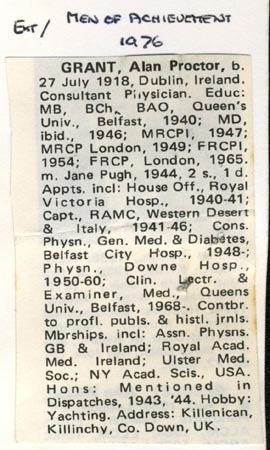 Ext/ MEN OF ACHIEVEMENT
1976
GRANT, Alan Proctor, b.
27 July 1918, Dublin, Ireland.
Consultant Physician. Educ:
MB, BCh, BAO, Queen's
Univ., Belfast, 1940; MD,
ibid., 1946; MRCPI, 1947;
MRCP London, 1949; FRCPI,
1954; FRCP, London, 1965.
m. Jane Pugh, 1944, 2 s., 1 d.
Appts. incl: House Off., Royal
Victoria Hosp., 1940-41;
Capt., RAMC, Western Desert
& Italy, 1941-46; Cons.
Physn., Gen. Med. & Diabetes,
Belfast City Hosp., 1948-;
Physn., Downe Hosp.,
1950-60; Clin. Lectr. &
Examiner, Med., Queens
Univ., Belfast, 1968-. Contbr.
to profl. publs. & histl. jrnls.
Mbrships. incl: Assn. Physns.
GB & Ireland; Royal Acad.
Med. Ireland; Ulster Med.
Soc.; NY Acad. Scis., USA.
Hons: Mentioned in
Dispatches, 1943, '44. Hobby:
Yachting. Address: Killenican,
Killinchy, Co. Down, UK.